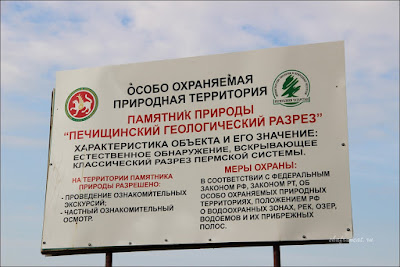 ОСОБО ОХРАНЯЕМАЯ
ПРИРОДНАЯ ТЕРРИТОРИЯ
ПАМЯТНИК ПРИРОДЫ
"ПЕЧИЩИНСКИЙ ГЕОЛОГИЧЕСКИЙ РАЗРЕЗ"
ХАРАКТЕРИСТИКА ОБЪЕКТА И ЕГО ЗНАЧЕНИЕ:
ЕСТЕСТВЕННОЕ ОБНАРУЖЕНИЕ, ВСКРЫВАЮЩЕЕ
КЛАССИЧЕСКИЙ РАЗРЕЗ ПЕРМСКОЙ СИСТЕМЫ.
НА ТЕРРИТОРИИ ПАМЯТНИКА
ПРИРОДЫ РАЗРЕШЕНО:
- ПРОВЕДЕНИЕ ОЗНАКОМИТЕЛЬНЫХ
ЭКСКУРСИЙ;
- ЧАСТНЫЙ ОЗНАКОМИТЕЛЬНЫЙ
ОСМОТР.
МЕРЫ ОХРАНЫ:
В СООТВЕТСТВИИ С ФЕДЕРАЛЬНЫМ
ЗАКОНОМ РФ, ЗАКОНОМ РТ, ОБ
ОСОБО ОХРАНЯЕМЫХ ПРИРОДНЫХ
ТЕРРИТОРИЯХ, ПОЛОЖЕНИЕМ РФ
О ВОДООХРАННЫХ ЗОНАХ, РЕК, ОЗЕР,
ВОДОЕМОВ И ИХ ПРИБРЕЖНЫХ
ПОЛОС.